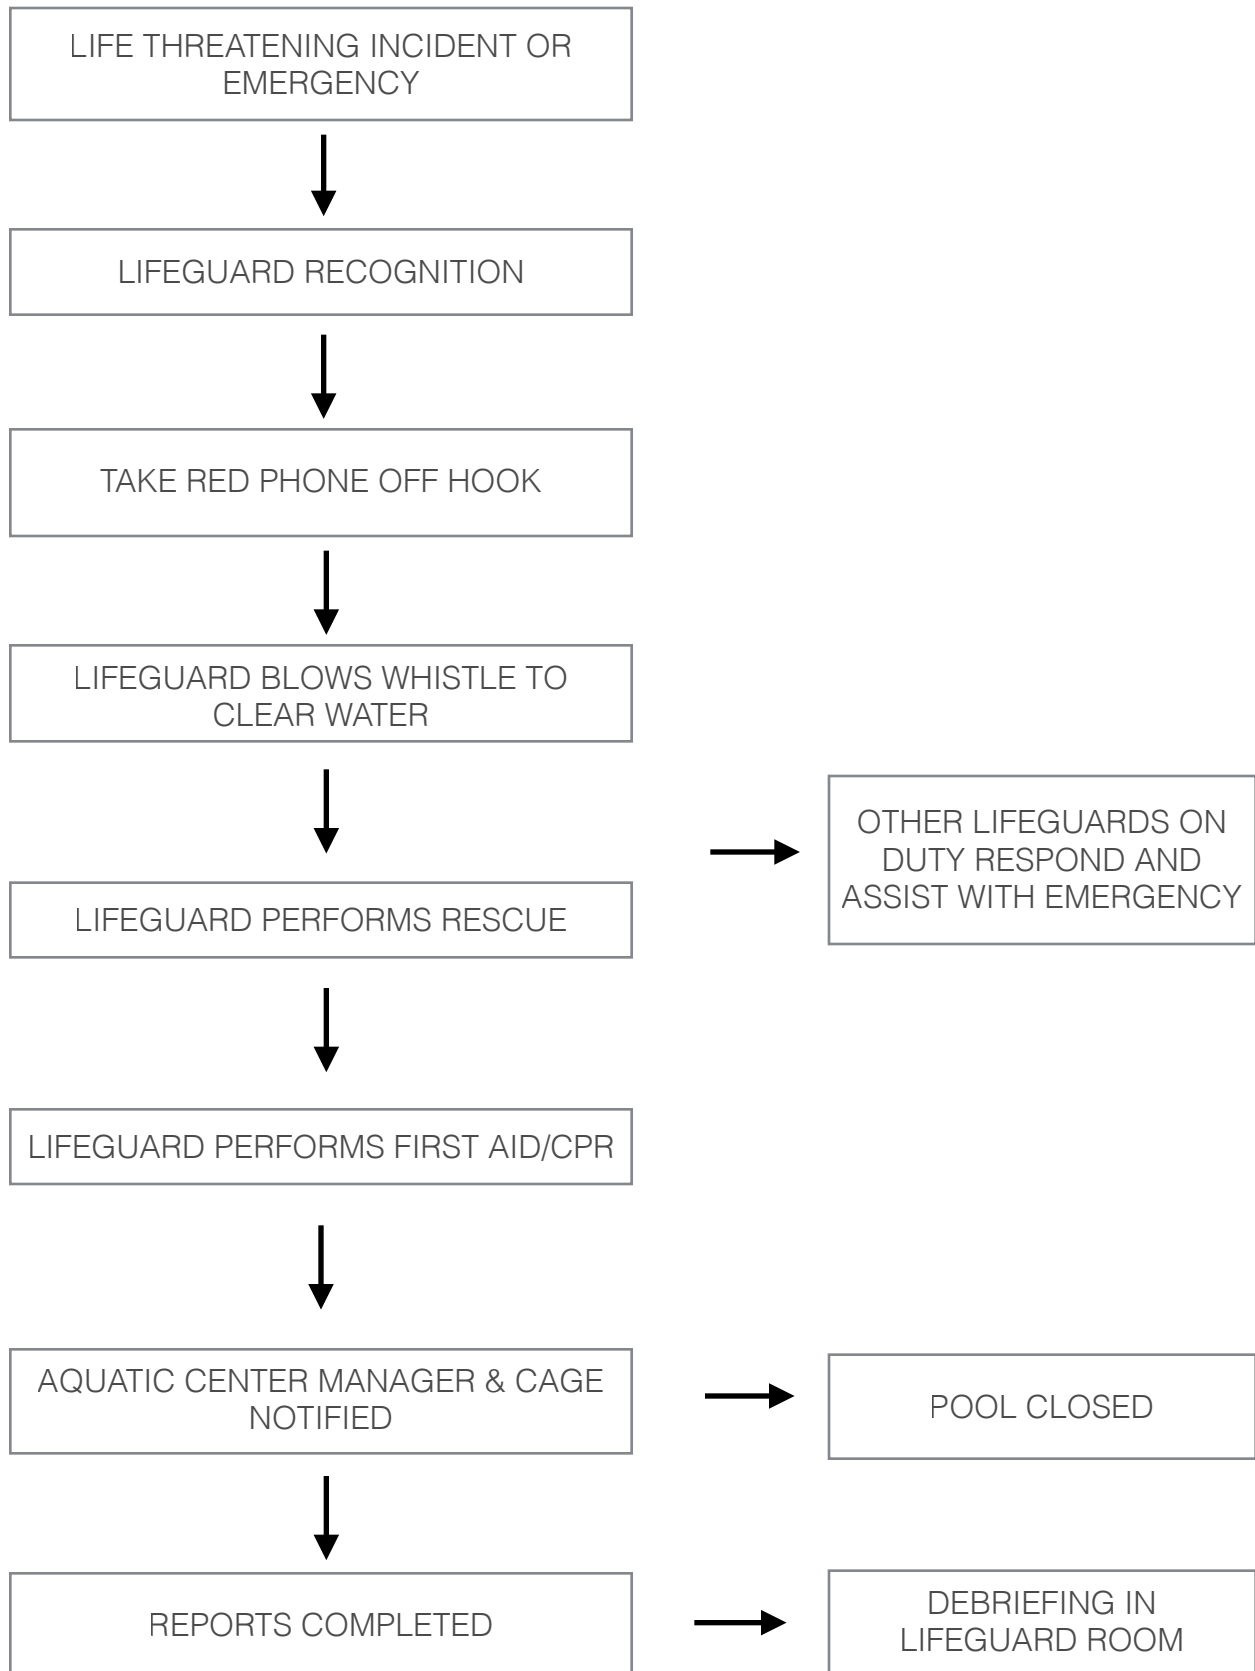 LIFE THREATENING INCIDENT OR
EMERGENCY
LIFEGUARD RECOGNITION
TAKE RED PHONE OFF HOOK
LIFEGUARD BLOWS WHISTLE TO
CLEAR WATER
OTHER LIFEGUARDS ON
DUTY RESPOND AND
ASSIST WITH EMERGENCY
LIFEGUARD PERFORMS RESCUE
LIFEGUARD PERFORMS FIRST AID/CPR
AQUATIC CENTER MANAGER & CAGE
NOTIFIED
POOL CLOSED
REPORTS COMPLETED
DEBRIEFING IN
LIFEGUARD ROOM